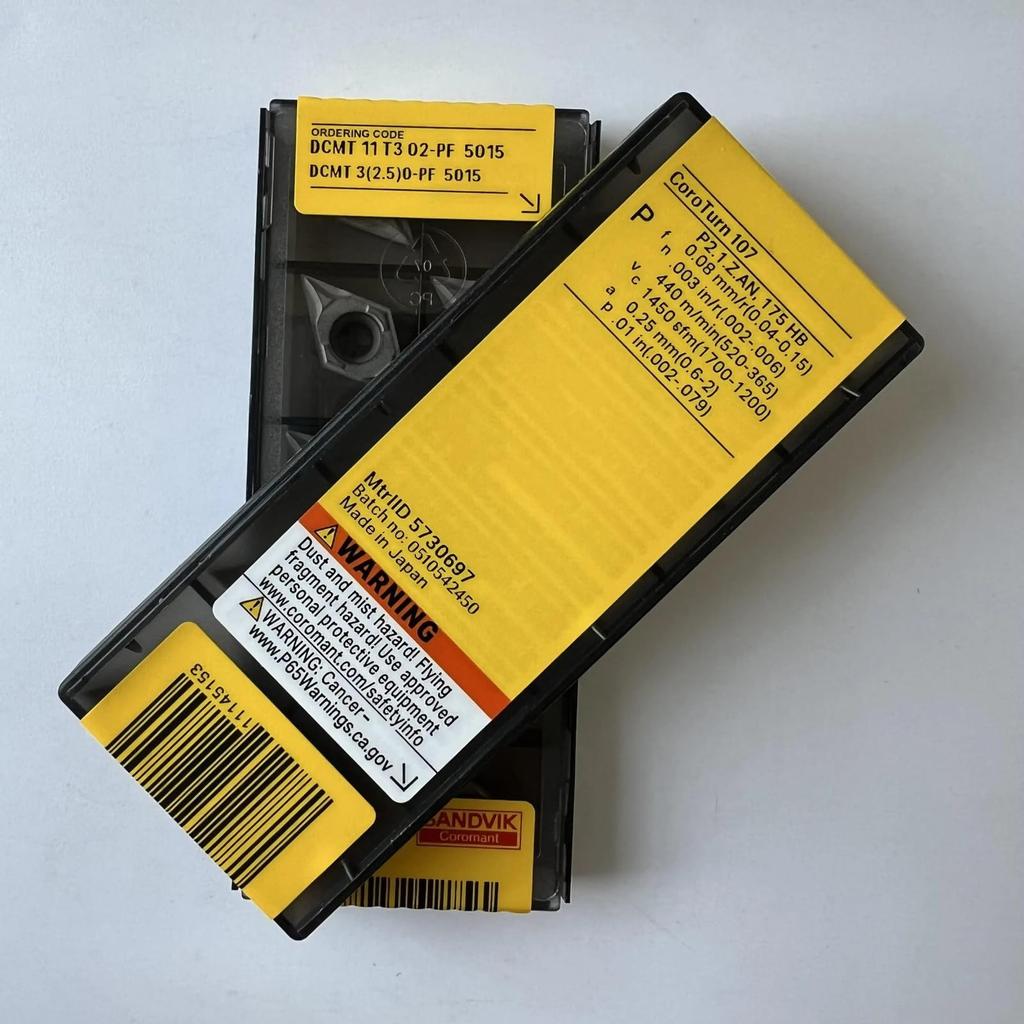 ORDERING CODE
DCMT 11 T3 02-PF 5015
DCMT 3(2.5)0-PF 5015
07
PC
CoroTurn 107
P
P2.1.Z.AN, 175 HB
f 0.08 mm/r(0.04-0.15)
n .003 in/r(.002-.006)
v 440 m/min(520-365)
c 1450 sfm(1700-1200)
a 0.25 mm(0.6-2)
p .01 in(.002-.079)
MtrlID 5730697
Batch no: 0510542450
Made in Japan
WARNING
Dust and mist hazard! Flying
fragment hazard! Use approved
personal protective equipment
www.coromant.com/safetyinfo
WARNING: Cancer-
www.P65Warnings.ca.gov
11145153
SANDVIK
Coromant